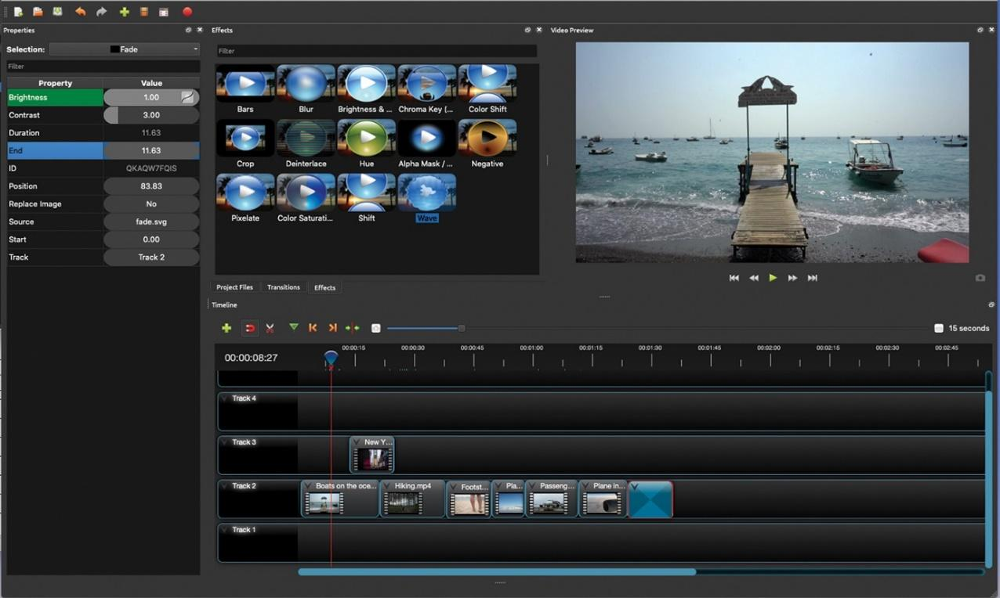 Properties
Effects
Video Preview
Selection: Fade
Filter
Filter
Property Value
Brightness 1.00
Contrast 3.00
Duration 11.63
End 11.63
ID QKAQW7FQIS
Position 83.83
Replace Image No
Source fade.svg
Start 0.00
Track Track 2
Bars Blur Brightness & ... Chroma Key (... Color Shift
Crop Deinterlace Hue Alpha Mask / ... Negative
Pixelate Color Saturati... Shift Wave
Project Files Transitions Effects
Timeline
15 seconds
00:00:08:27
00:00:15 00:00:30 00:00:45 00:01:00 00:01:15 00:01:30 00:01:45 00:02:00 00:02:15 00:02:30 00:02:45
Track 4
Track 3
New Y...
Track 2
Boats on the oce... Hiking.mp4 Footst... Pla... Passeng... Plane in...
Track 1